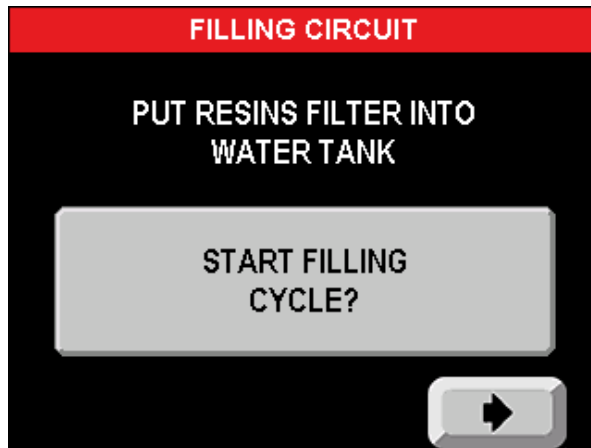 FILLING CIRCUIT
PUT RESINS FILTER INTO
WATER TANK
START FILLING
CYCLE?